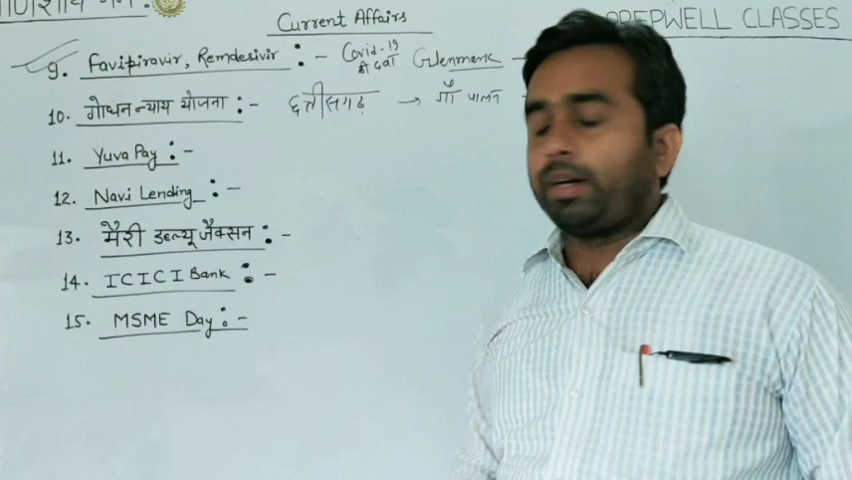 Current Affairs
PREPWELL CLASSES
9. Favipiravir, Remdesivir :- Covid-19 की दवा Glenmark -
10. गोधन न्याय योजना :- छत्तीसगढ़ → गौ पालन -
11. Yuva Pay :-
12. Navi Lending :-
13. मैरी डब्ल्यू जैक्सन :-
14. ICICI Bank :-
15. MSME Day :-